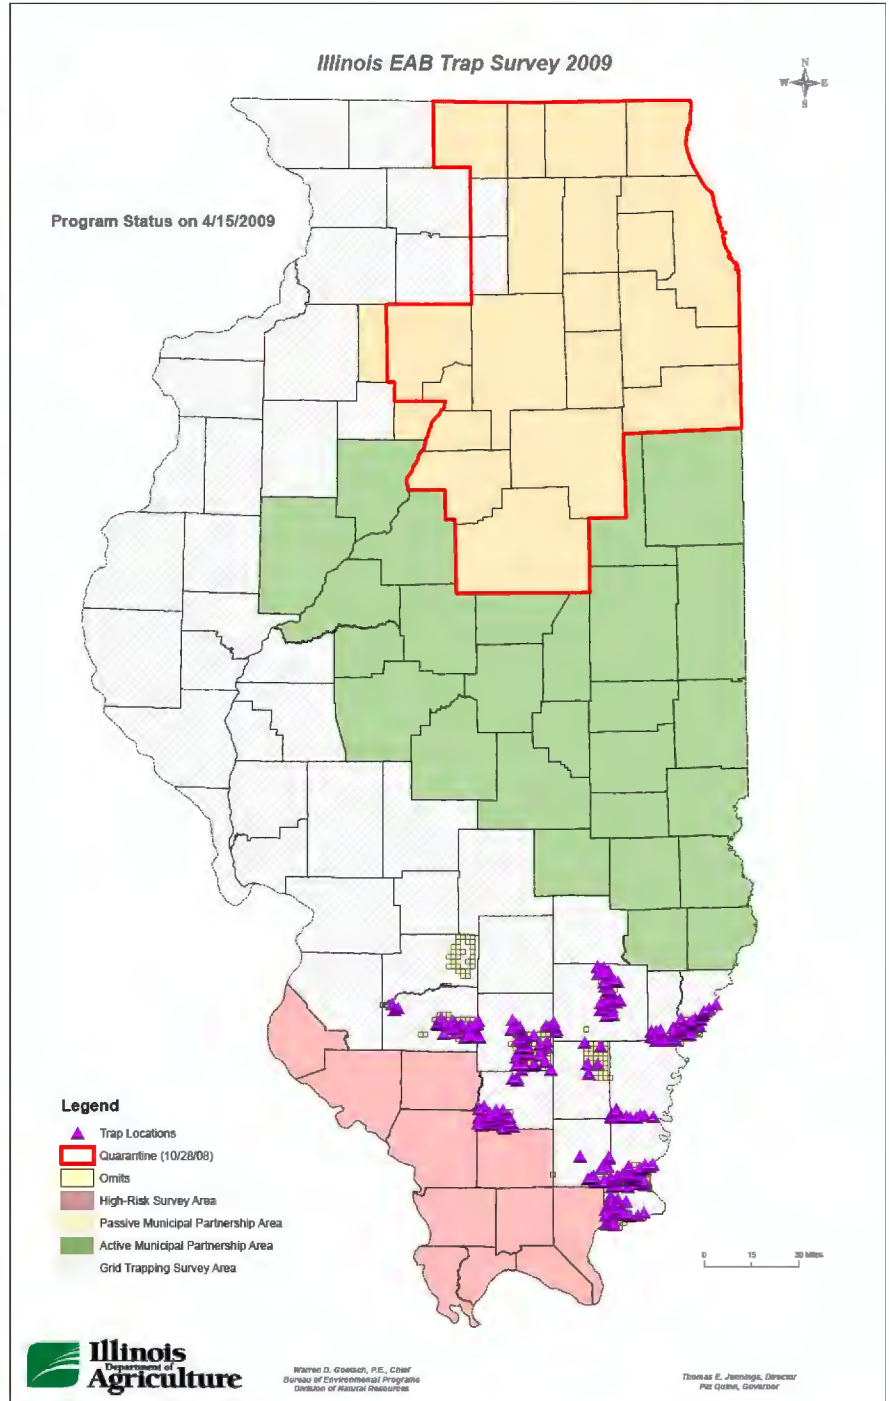 Illinois EAB Trap Survey 2009
N
W E
S
Program Status on 4/15/2009
Legend
Trap Locations
Quarantine (10/28/08)
Omits
High-Risk Survey Area
Passive Municipal Partnership Area
Active Municipal Partnership Area
Grid Trapping Survey Area
0 15 30 Miles
Illinois
Department of
Agriculture
Warren D. Goetsch, P.E., Chief
Bureau of Environmental Programs
Division of Natural Resources
Thomas E. Jennings, Director
Pat Quinn, Governor